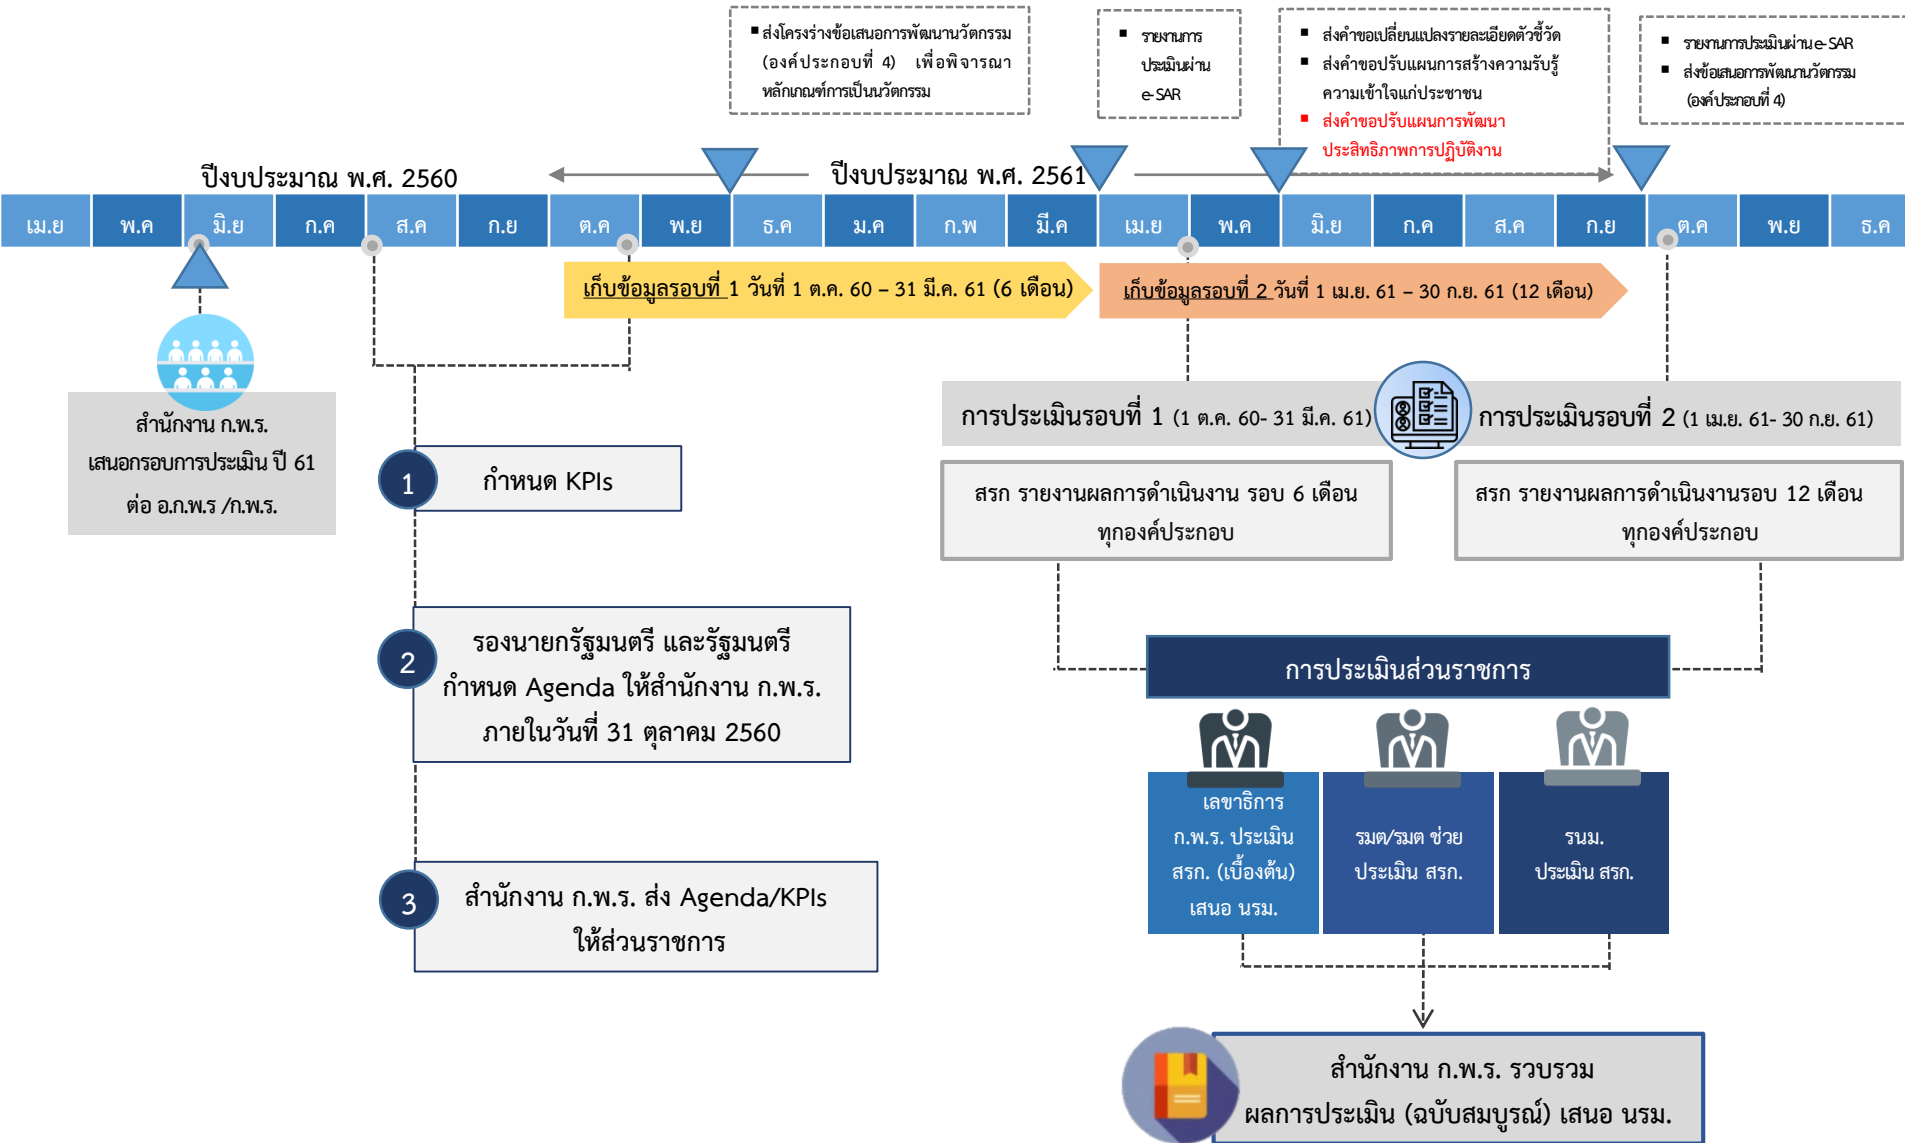 ▪ ส่งโครงร่างข้อเสนอการพัฒนานวัตกรรม
(องค์ประกอบที่ 4) เพื่อพิจารณา
หลักเกณฑ์การเป็นนวัตกรรม
▪ รายงานการ
ประเมินผ่าน
e-SAR
▪ ส่งคำขอเปลี่ยนแปลงรายละเอียดตัวชี้วัด
▪ ส่งคำขอปรับแผนการสร้างความรับรู้
ความเข้าใจแก่ประชาชน
▪ ส่งคำขอปรับแผนการพัฒนา
ประสิทธิภาพการปฏิบัติงาน
▪ รายงานการประเมินผ่าน e-SAR
▪ ส่งข้อเสนอการพัฒนานวัตกรรม
(องค์ประกอบที่ 4)
ปีงบประมาณ พ.ศ. 2560
ปีงบประมาณ พ.ศ. 2561
เม.ย พ.ค มิ.ย ก.ค ส.ค ก.ย ต.ค พ.ย ธ.ค ม.ค ก.พ มี.ค เม.ย พ.ค มิ.ย ก.ค ส.ค ก.ย ต.ค พ.ย ธ.ค
เก็บข้อมูลรอบที่ 1 วันที่ 1 ต.ค. 60 – 31 มี.ค. 61 (6 เดือน)
เก็บข้อมูลรอบที่ 2 วันที่ 1 เม.ย. 61 – 30 ก.ย. 61 (12 เดือน)
สำนักงาน ก.พ.ร.
เสนอกรอบการประเมิน ปี 61
ต่อ อ.ก.พ.ร /ก.พ.ร.
1
กำหนด KPIs
2
รองนายกรัฐมนตรี และรัฐมนตรี
กำหนด Agenda ให้สำนักงาน ก.พ.ร.
ภายในวันที่ 31 ตุลาคม 2560
3
สำนักงาน ก.พ.ร. ส่ง Agenda/KPIs
ให้ส่วนราชการ
การประเมินรอบที่ 1 (1 ต.ค. 60- 31 มี.ค. 61)
การประเมินรอบที่ 2 (1 เม.ย. 61- 30 ก.ย. 61)
สรก รายงานผลการดำเนินงาน รอบ 6 เดือน
ทุกองค์ประกอบ
สรก รายงานผลการดำเนินงานรอบ 12 เดือน
ทุกองค์ประกอบ
การประเมินส่วนราชการ
เลขาธิการ
ก.พ.ร. ประเมิน
สรก. (เบื้องต้น)
เสนอ นรม.
รมต/รมต ช่วย
ประเมิน สรก.
รนม.
ประเมิน สรก.
สำนักงาน ก.พ.ร. รวบรวม
ผลการประเมิน (ฉบับสมบูรณ์) เสนอ นรม.